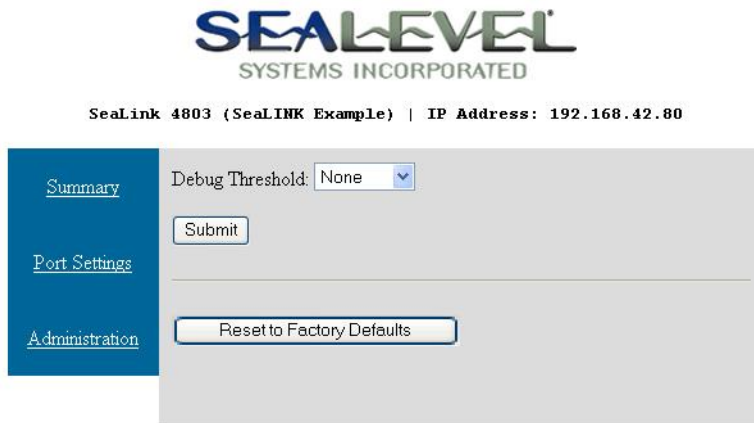 SEALEVEL
SYSTEMS INCORPORATED
SeaLink 4803 (SeaLINK Example) | IP Address: 192.168.42.80
Summary
Port Settings
Administration
Debug Threshold: None
Submit
Reset to Factory Defaults